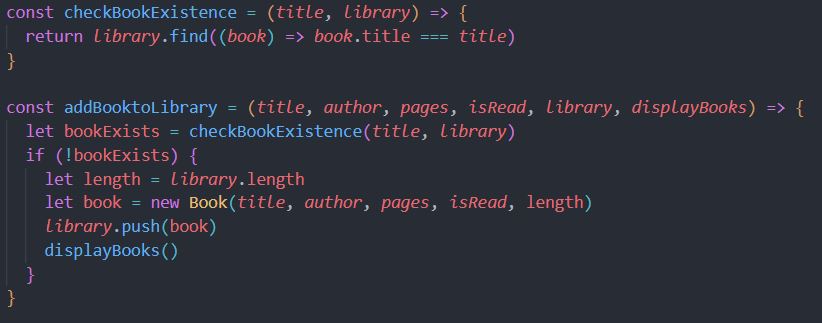 const checkBookExistence = (title, library) => {
  return library.find((book) => book.title === title)
}

const addBooktoLibrary = (title, author, pages, isRead, library, displayBooks) => {
  let bookExists = checkBookExistence(title, library)
  if (!bookExists) {
    let length = library.length
    let book = new Book(title, author, pages, isRead, length)
    library.push(book)
    displayBooks()
  }
}